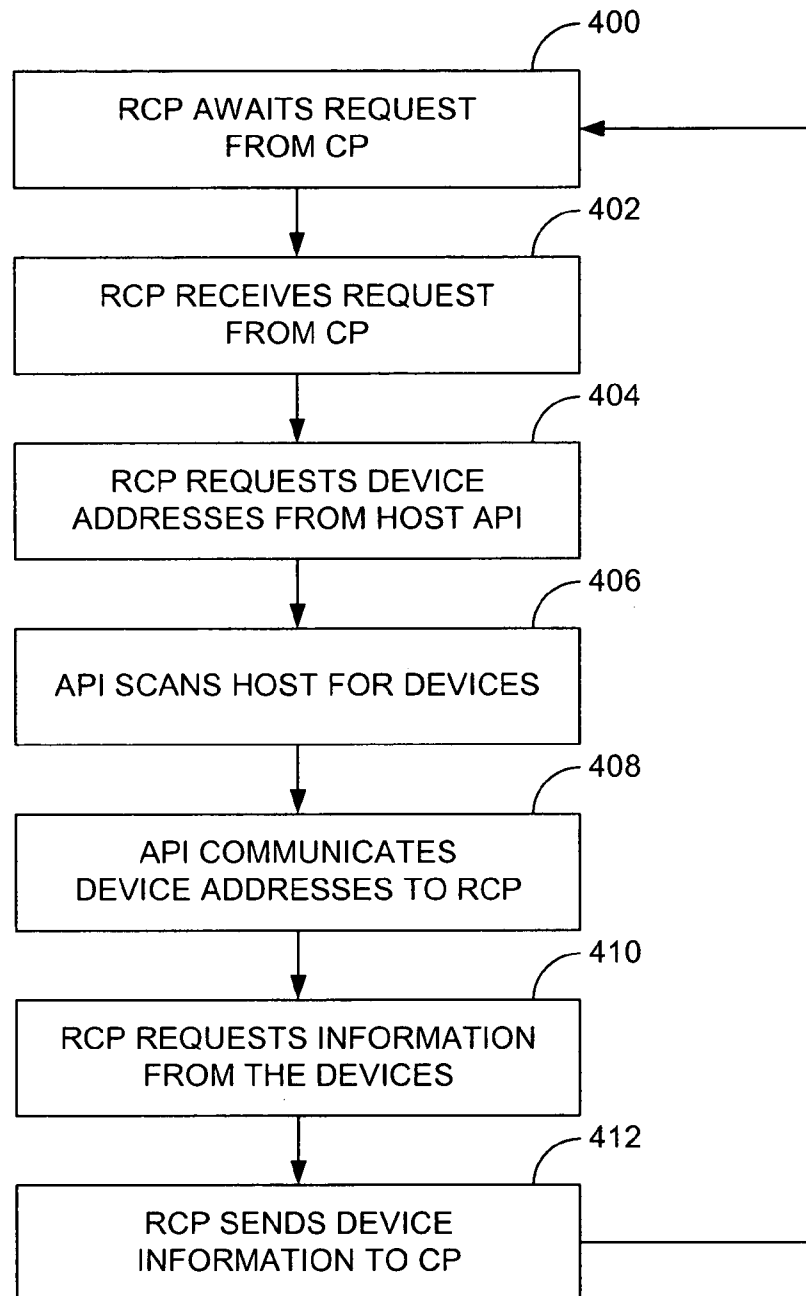 400
RCP AWAITS REQUEST
FROM CP
402
RCP RECEIVES REQUEST
FROM CP
404
RCP REQUESTS DEVICE
ADDRESSES FROM HOST API
406
API SCANS HOST FOR DEVICES
408
API COMMUNICATES
DEVICE ADDRESSES TO RCP
410
RCP REQUESTS INFORMATION
FROM THE DEVICES
412
RCP SENDS DEVICE
INFORMATION TO CP